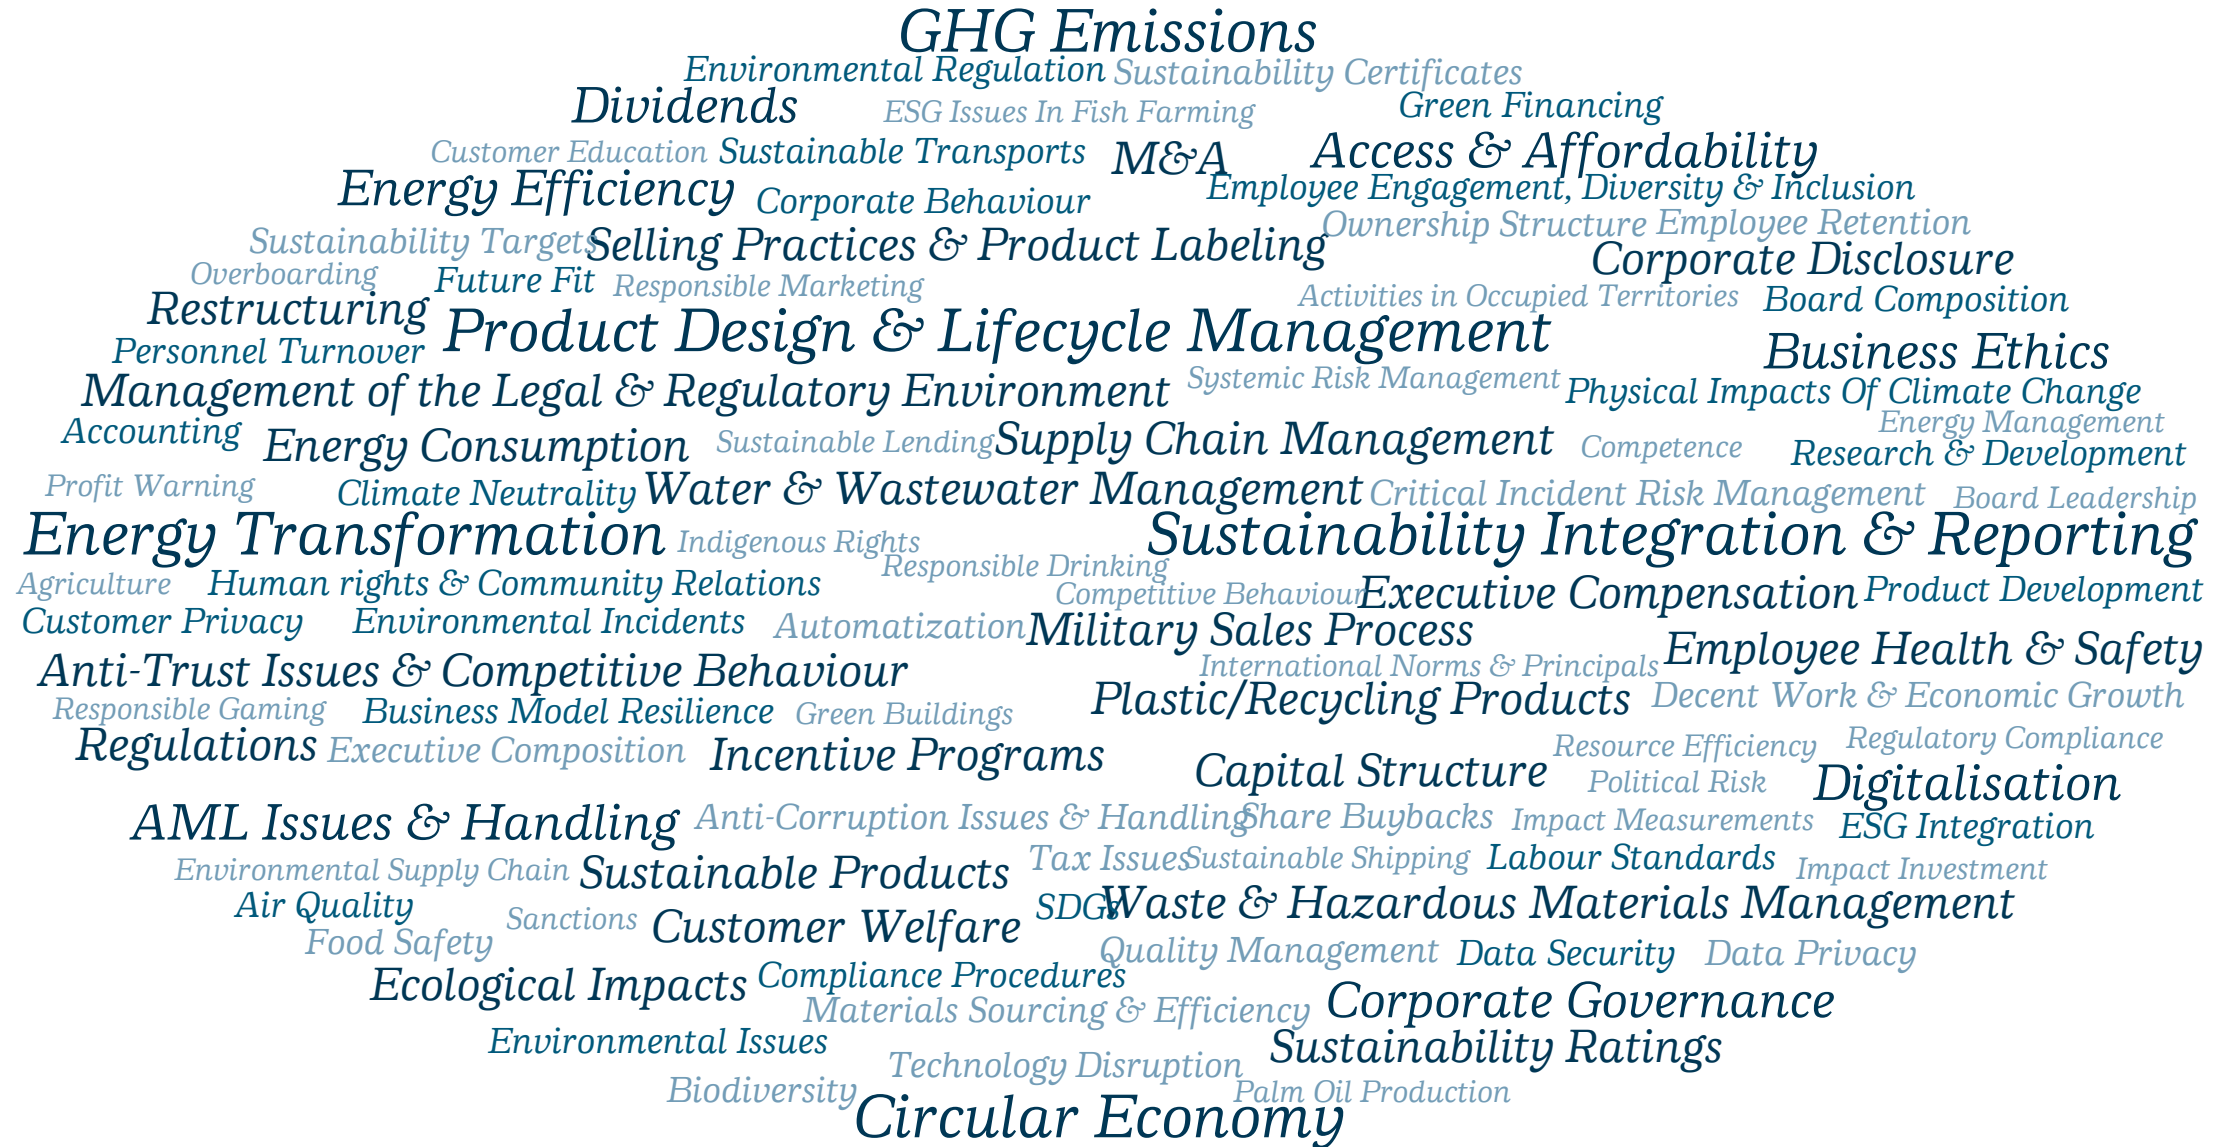 GHG Emissions
Environmental Regulation Sustainability Certificates
Dividends ESG Issues In Fish Farming Green Financing
Customer Education Sustainable Transports M&A Access & Affordability
Energy Efficiency Corporate Behaviour Employee Engagement, Diversity & Inclusion
Ownership Structure Employee Retention
Sustainability Targets Selling Practices & Product Labeling Corporate Disclosure
Overboarding Future Fit Responsible Marketing Activities in Occupied Territories Board Composition
Restructuring Product Design & Lifecycle Management
Personnel Turnover Business Ethics
Management of the Legal & Regulatory Environment Systemic Risk Management Physical Impacts Of Climate Change
Accounting Energy Consumption Sustainable Lending Supply Chain Management Competence Energy Management
Research & Development
Profit Warning Climate Neutrality Water & Wastewater Management Critical Incident Risk Management Board Leadership
Energy Transformation Indigenous Rights Sustainability Integration & Reporting
Responsible Drinking
Agriculture Human rights & Community Relations Competitive Behaviour Executive Compensation Product Development
Customer Privacy Environmental Incidents Automatization Military Sales Process
Employee Health & Safety
Anti-Trust Issues & Competitive Behaviour International Norms & Principals
Responsible Gaming Business Model Resilience Green Buildings Plastic/Recycling Products Decent Work & Economic Growth
Regulations Executive Composition Incentive Programs Resource Efficiency Regulatory Compliance
Capital Structure Political Risk Digitalisation
AML Issues & Handling Anti-Corruption Issues & Handling Share Buybacks Impact Measurements ESG Integration
Environmental Supply Chain Sustainable Products Tax Issues Sustainable Shipping Labour Standards Impact Investment
Air Quality SDGs Waste & Hazardous Materials Management
Sanctions Customer Welfare
Food Safety Quality Management Data Security Data Privacy
Ecological Impacts Compliance Procedures
Materials Sourcing & Efficiency Corporate Governance
Environmental Issues Sustainability Ratings
Technology Disruption
Biodiversity Palm Oil Production
Circular Economy